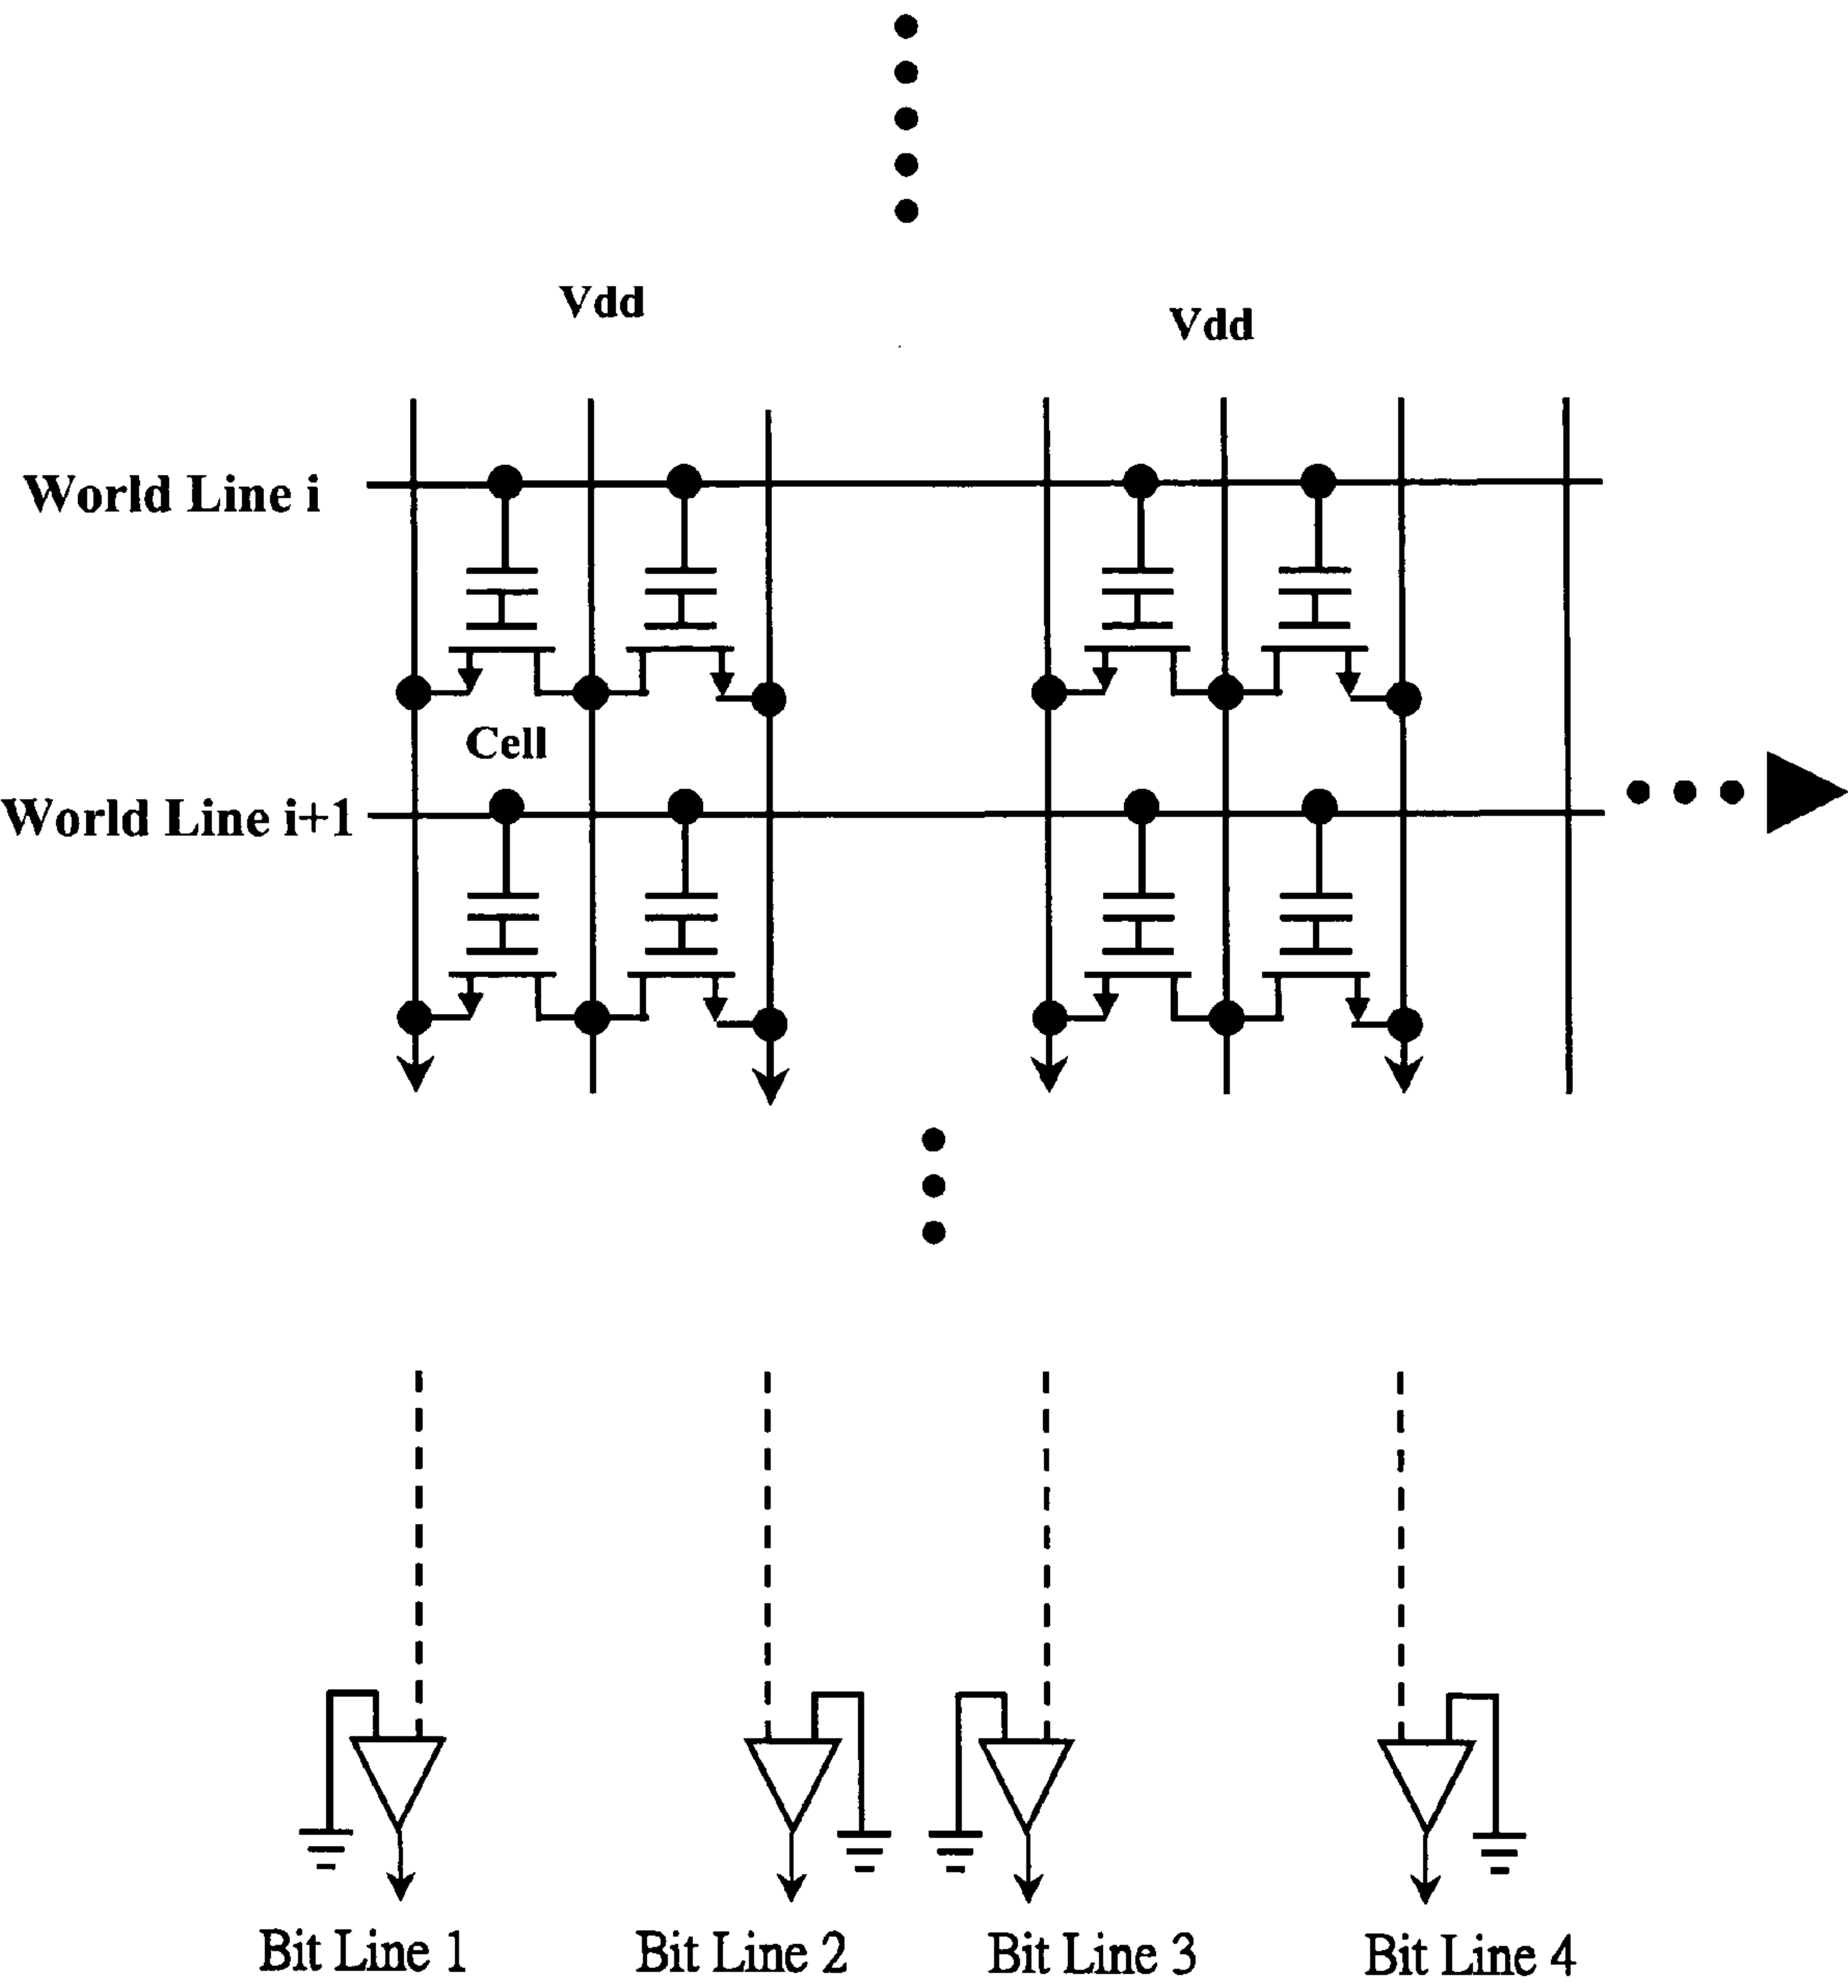 Vdd
Vdd
World Line i
Cell
World Line i+1
Bit Line 1
Bit Line 2
Bit Line 3
Bit Line 4